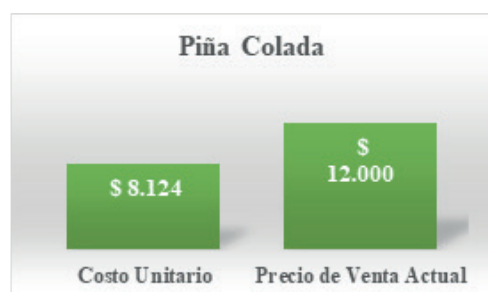 Piña Colada
$ 8.124
$
12.000
Costo Unitario
Precio de Venta Actual